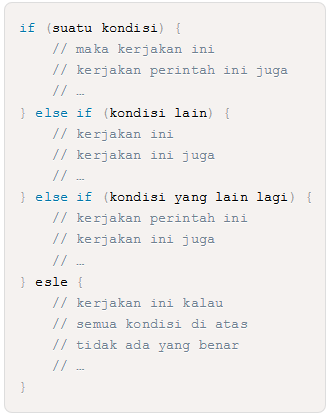 if (suatu kondisi) {
    // maka kerjakan ini
    // kerjakan perintah ini juga
    // …
} else if (kondisi lain) {
    // kerjakan ini
    // kerjakan ini juga
    // …
} else if (kondisi yang lain lagi) {
    // kerjakan perintah ini
    // kerjakan ini juga
    // …
} esle {
    // kerjakan ini kalau
    // semua kondisi di atas
    // tidak ada yang benar
    // …
}